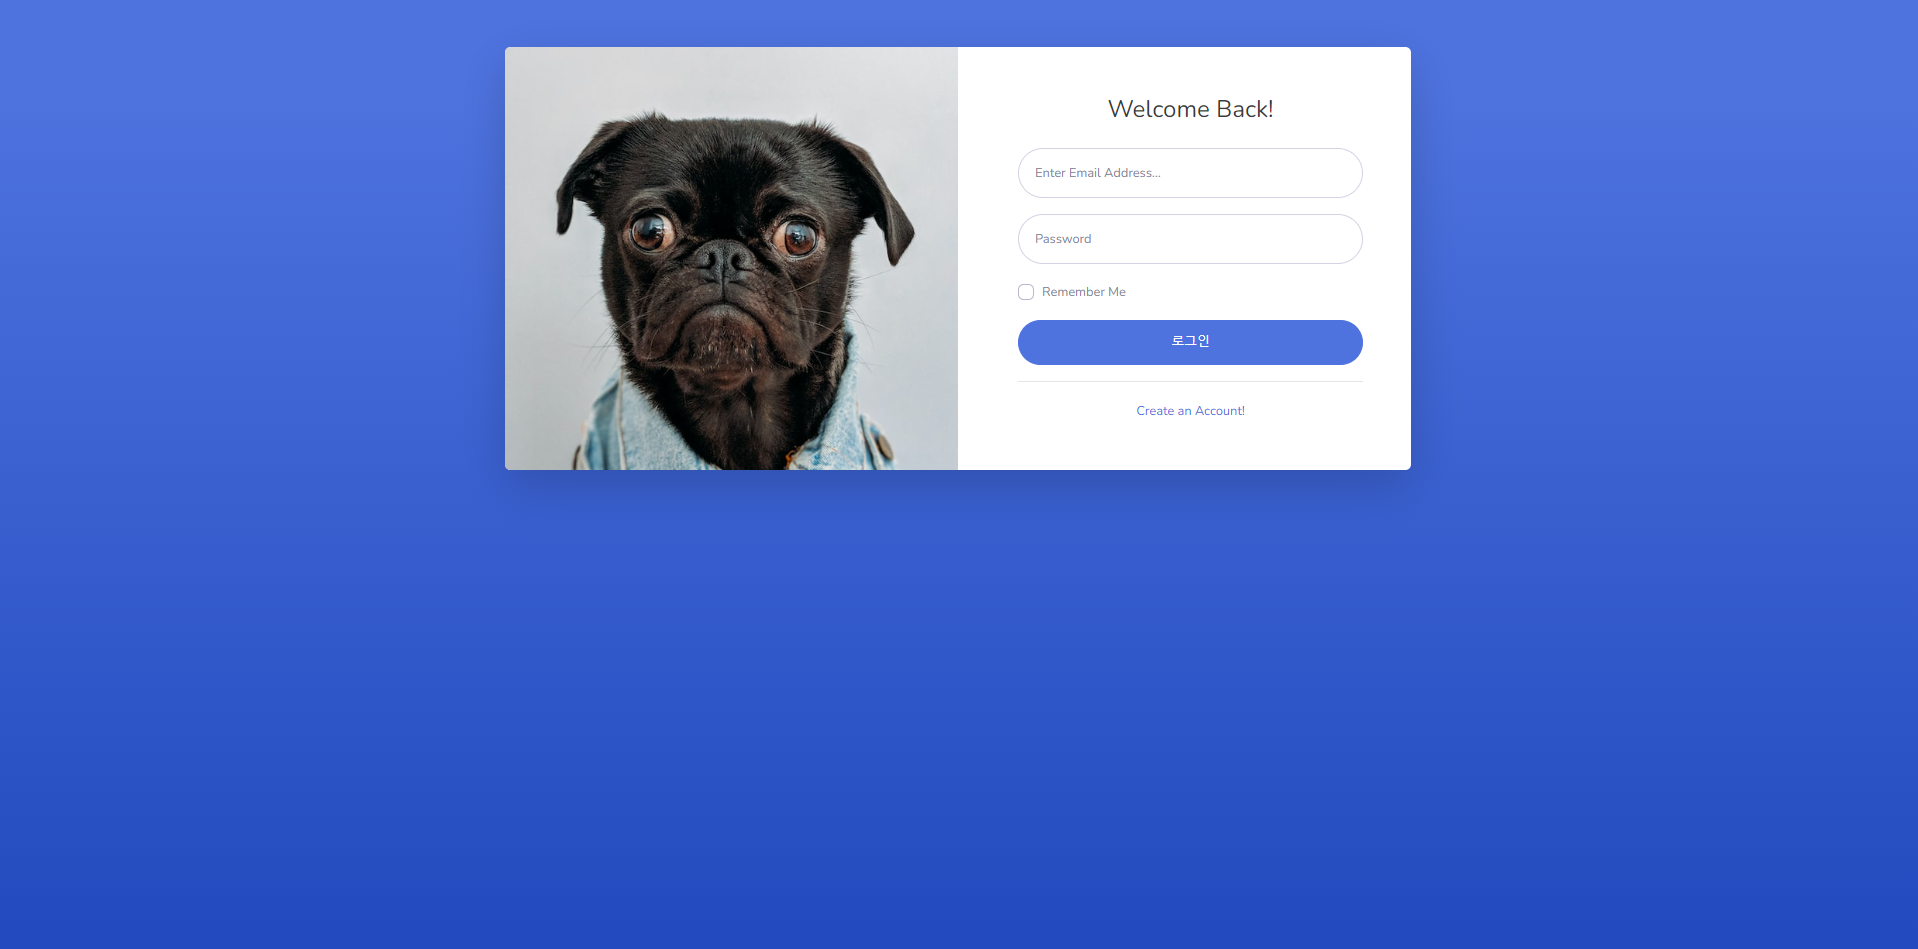 Welcome Back!
Enter Email Address...
Password
Remember Me
로그인
Create an Account!